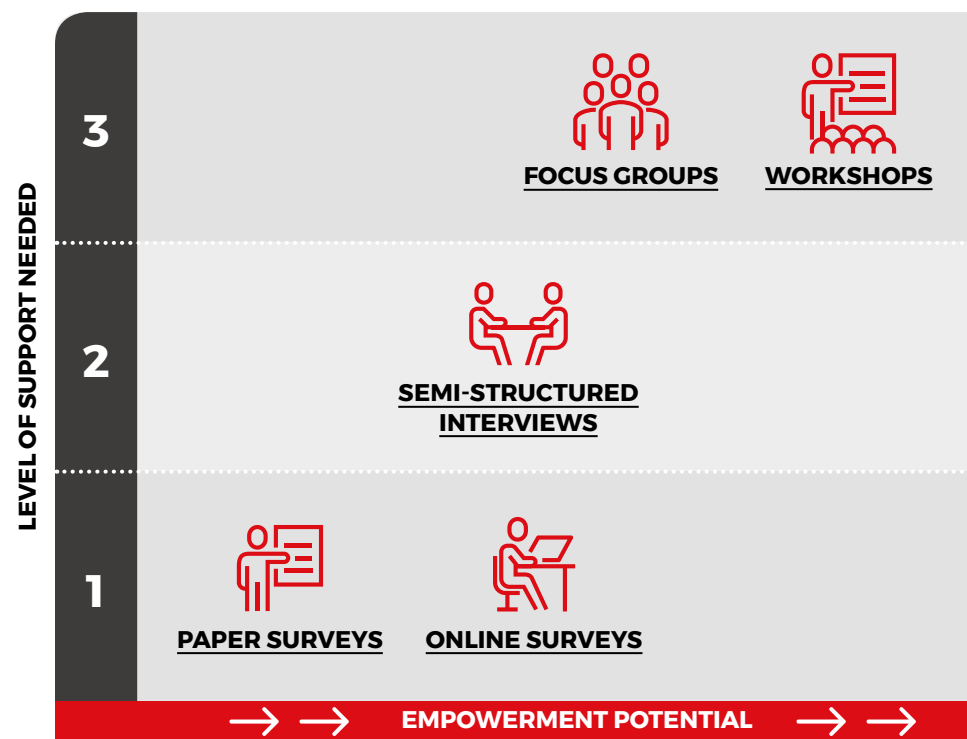 LEVEL OF SUPPORT NEEDED
3
FOCUS GROUPS
WORKSHOPS
2
SEMI-STRUCTURED
INTERVIEWS
1
PAPER SURVEYS
ONLINE SURVEYS
EMPOWERMENT POTENTIAL